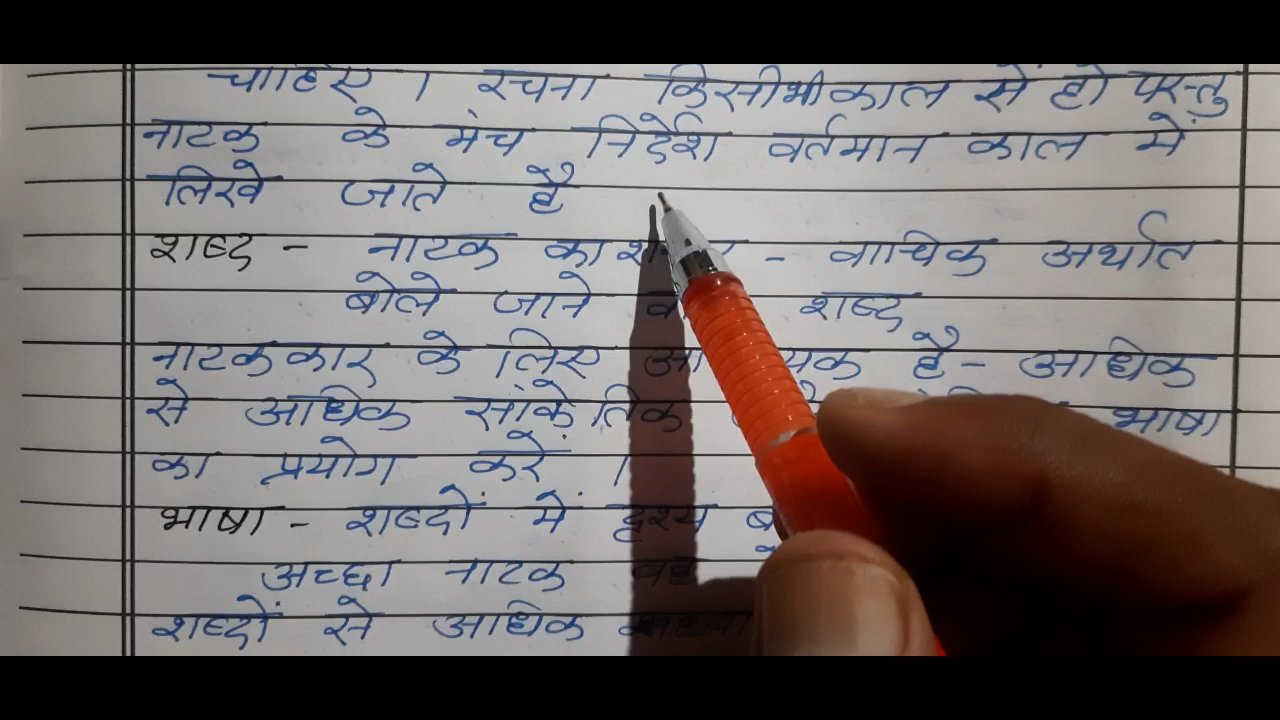 चाहिए । रचना किसीभी काल से हो परन्तु
नाटक के मंच निर्देश वर्तमान काल में
लिखे जाते है
शब्द - नाटक का - वाचिक अर्थात
बोले जाने शब्द
नाटककार के लिए है - अधिक
से अधिक सांकेतिक भाषा
का प्रयोग करें ।
भाषा - शब्दों में दृश्य
अच्छा नाटक वह
शब्दों से अधिक